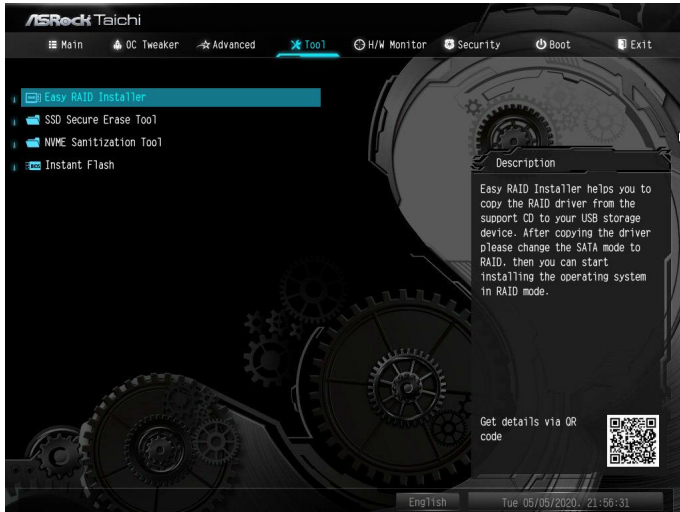 ASRock Taichi
Main OC Tweaker Advanced Tool H/W Monitor Security Boot Exit
Easy RAID Installer
SSD Secure Erase Tool
NVME Sanitization Tool
BIOS Instant Flash
Description
Easy RAID Installer helps you to
copy the RAID driver from the
support CD to your USB storage
device. After copying the driver
please change the SATA mode to
RAID, then you can start
installing the operating system
in RAID mode.
Get details via QR
code
English Tue 05/05/2020. 21:56:31